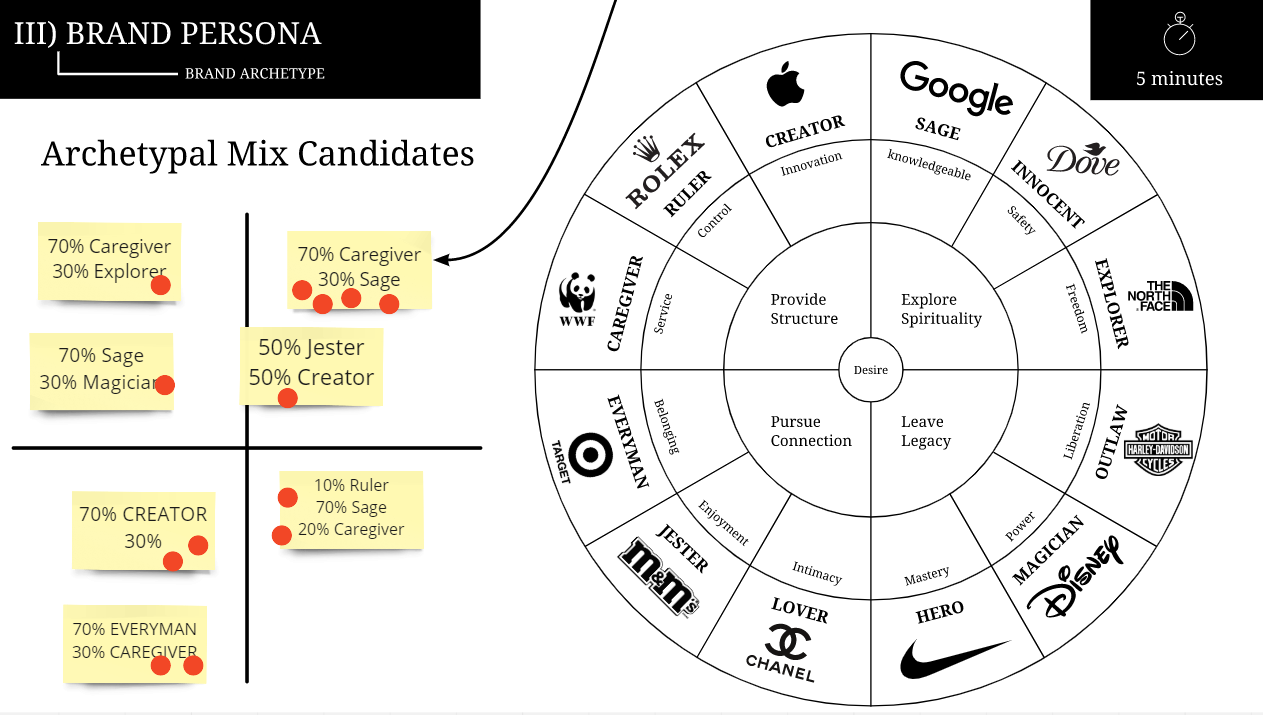 III) BRAND PERSONA
BRAND ARCHETYPE
5 minutes
Archetypal Mix Candidates
70% Caregiver
30% Explorer
70% Caregiver
30% Sage
70% Sage
30% Magician
50% Jester
50% Creator
70% CREATOR
30%
10% Ruler
70% Sage
20% Caregiver
70% EVERYMAN
30% CAREGIVER
CREATOR
Innovation
Google
SAGE
knowledgeable
Dove
INNOCENT
Safety
THE
NORTH
FACE
EXPLORER
Freedom
MOTOR
HARLEY-DAVIDSON
CYCLES
OUTLAW
Liberation
Disney
MAGICIAN
Power
HERO
Mastery
LOVER
CHANEL
Intimacy
JESTER
m&m's
Enjoyment
EVERYMAN
TARGET
Belonging
CAREGIVER
WWF
Service
ROLEX
RULER
Control
Provide
Structure
Explore
Spirituality
Desire
Pursue
Connection
Leave
Legacy